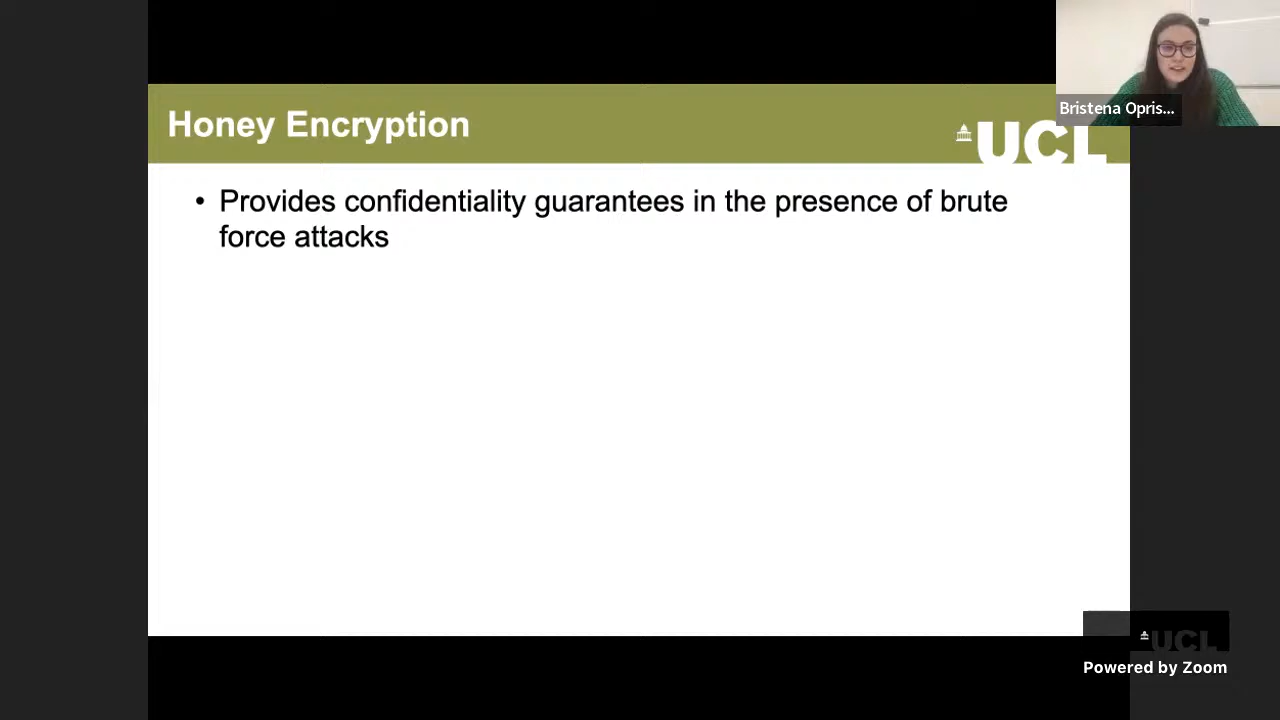 Honey Encryption
Bristena Opris...
UCL
• Provides confidentiality guarantees in the presence of brute
force attacks
UCL
Powered by Zoom